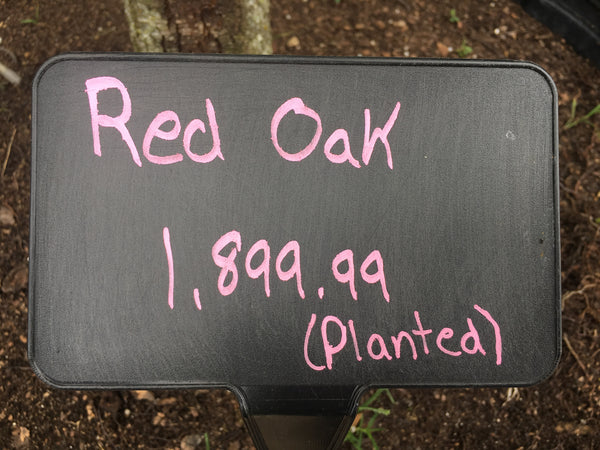 Red Oak
1,899.99
(Planted)